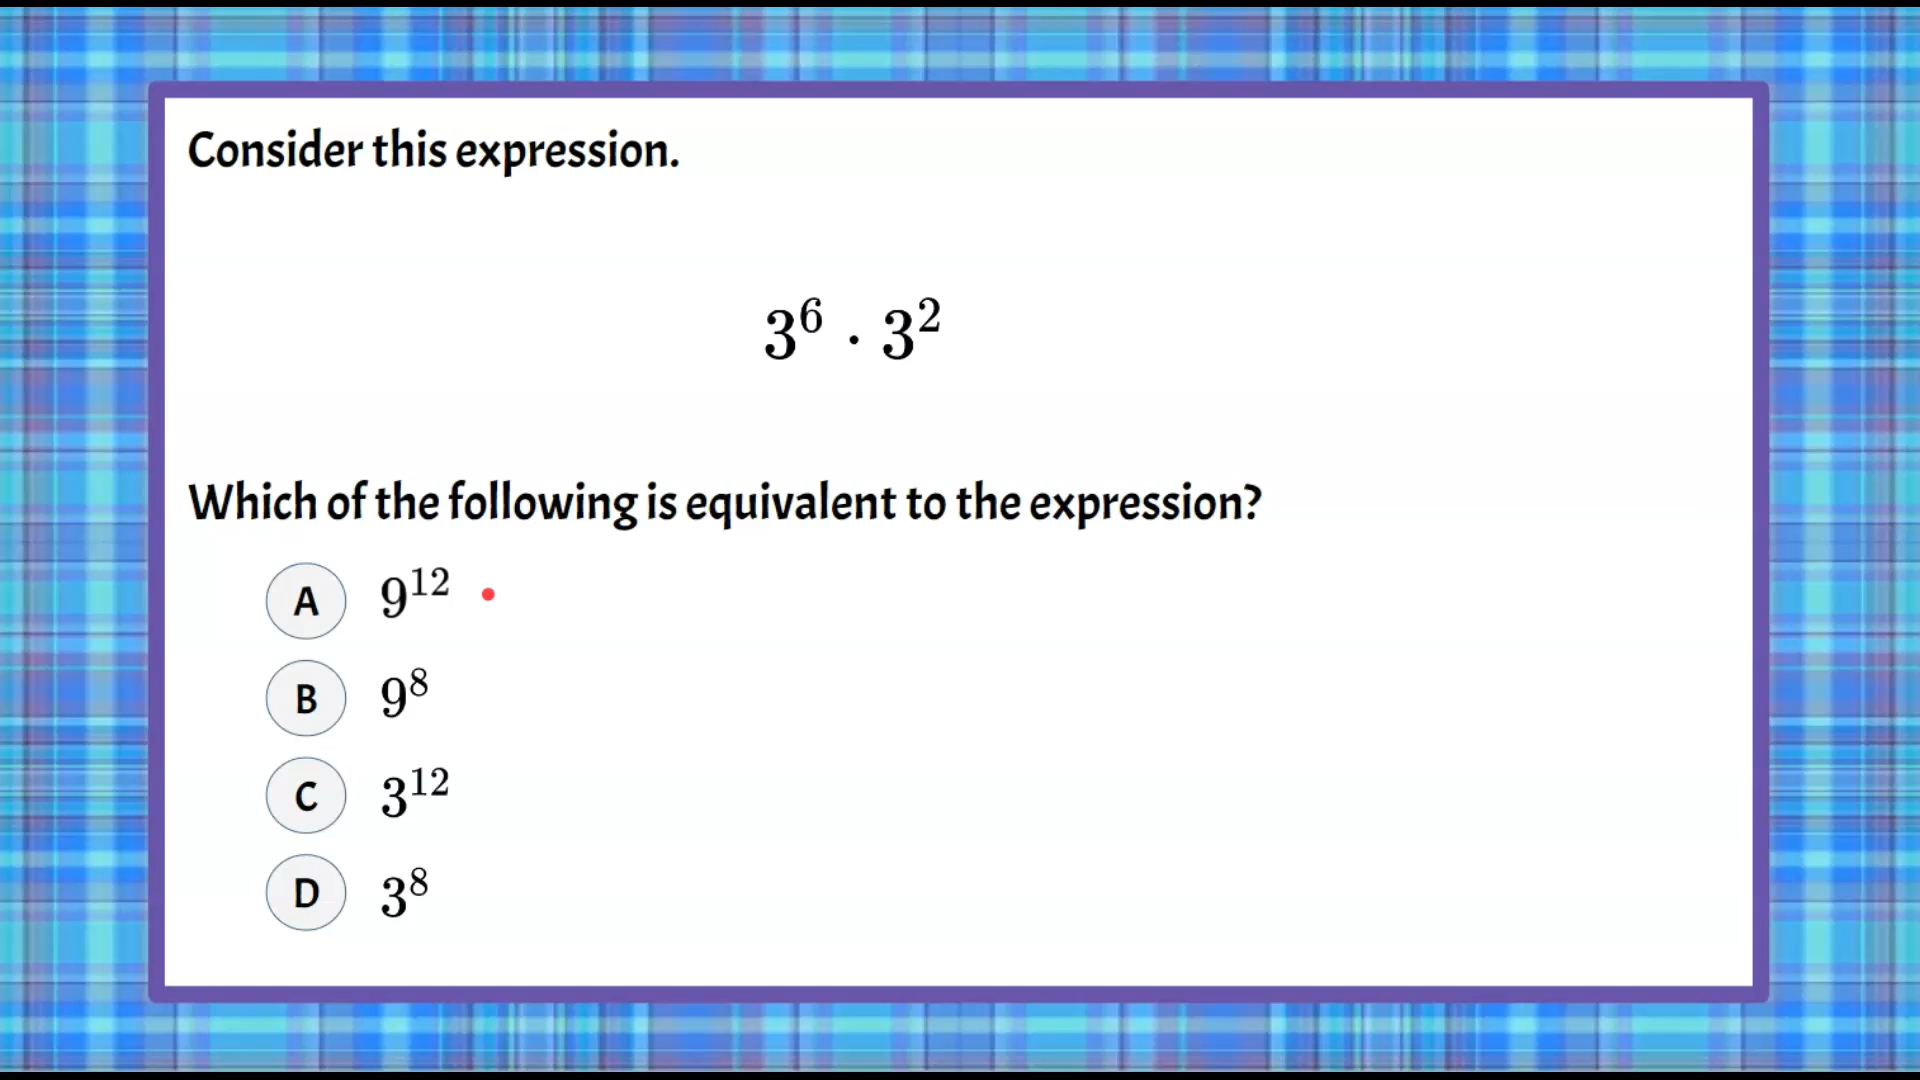 Consider this expression.
3⁶ · 3²
Which of the following is equivalent to the expression?
A 9¹²
B 9⁸
C 3¹²
D 3⁸